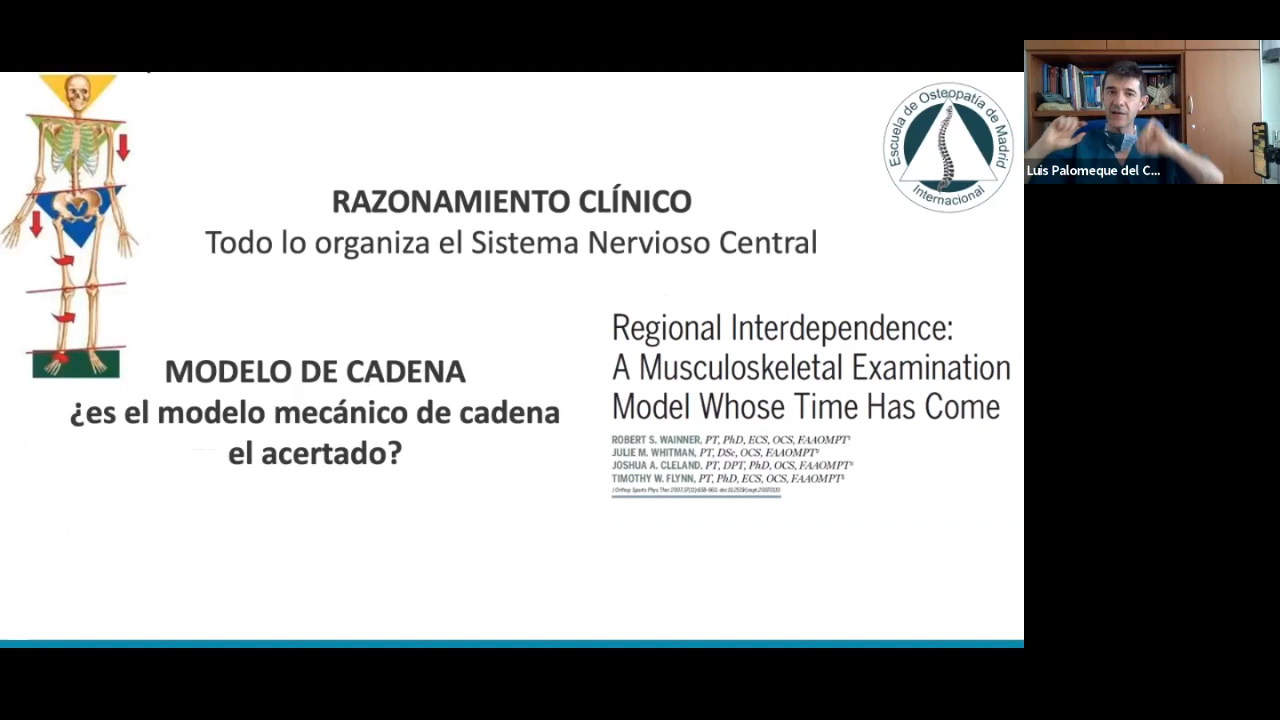 Escuela de Osteopatía de Madrid
Internacional
Luis Palomeque del C...
RAZONAMIENTO CLÍNICO
Todo lo organiza el Sistema Nervioso Central
Regional Interdependence:
A Musculoskeletal Examination
Model Whose Time Has Come
ROBERT S. WAINNER, PT, PhD, ECS, OCS, FAAOMPT¹
JULIE M. WHITMAN, PT, DSc, OCS, FAAOMPT²
JOSHUA A. CLELAND, PT, DPT, PhD, OCS, FAAOMPT³
TIMOTHY W. FLYNN, PT, PhD, ECS, OCS, FAAOMPT
MODELO DE CADENA
¿es el modelo mecánico de cadena
el acertado?